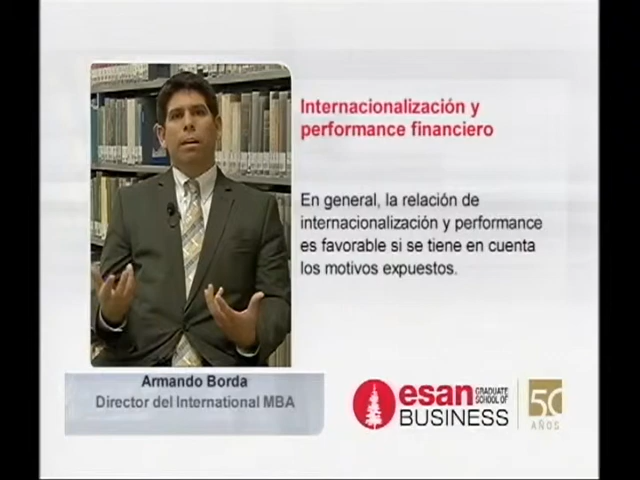 Internacionalización y
performance financiero
En general, la relación de
internacionalización y performance
es favorable si se tiene en cuenta
los motivos expuestos.
Armando Borda
Director del International MBA
esan GRADUATE
SCHOOL OF
BUSINESS
50
AÑOS